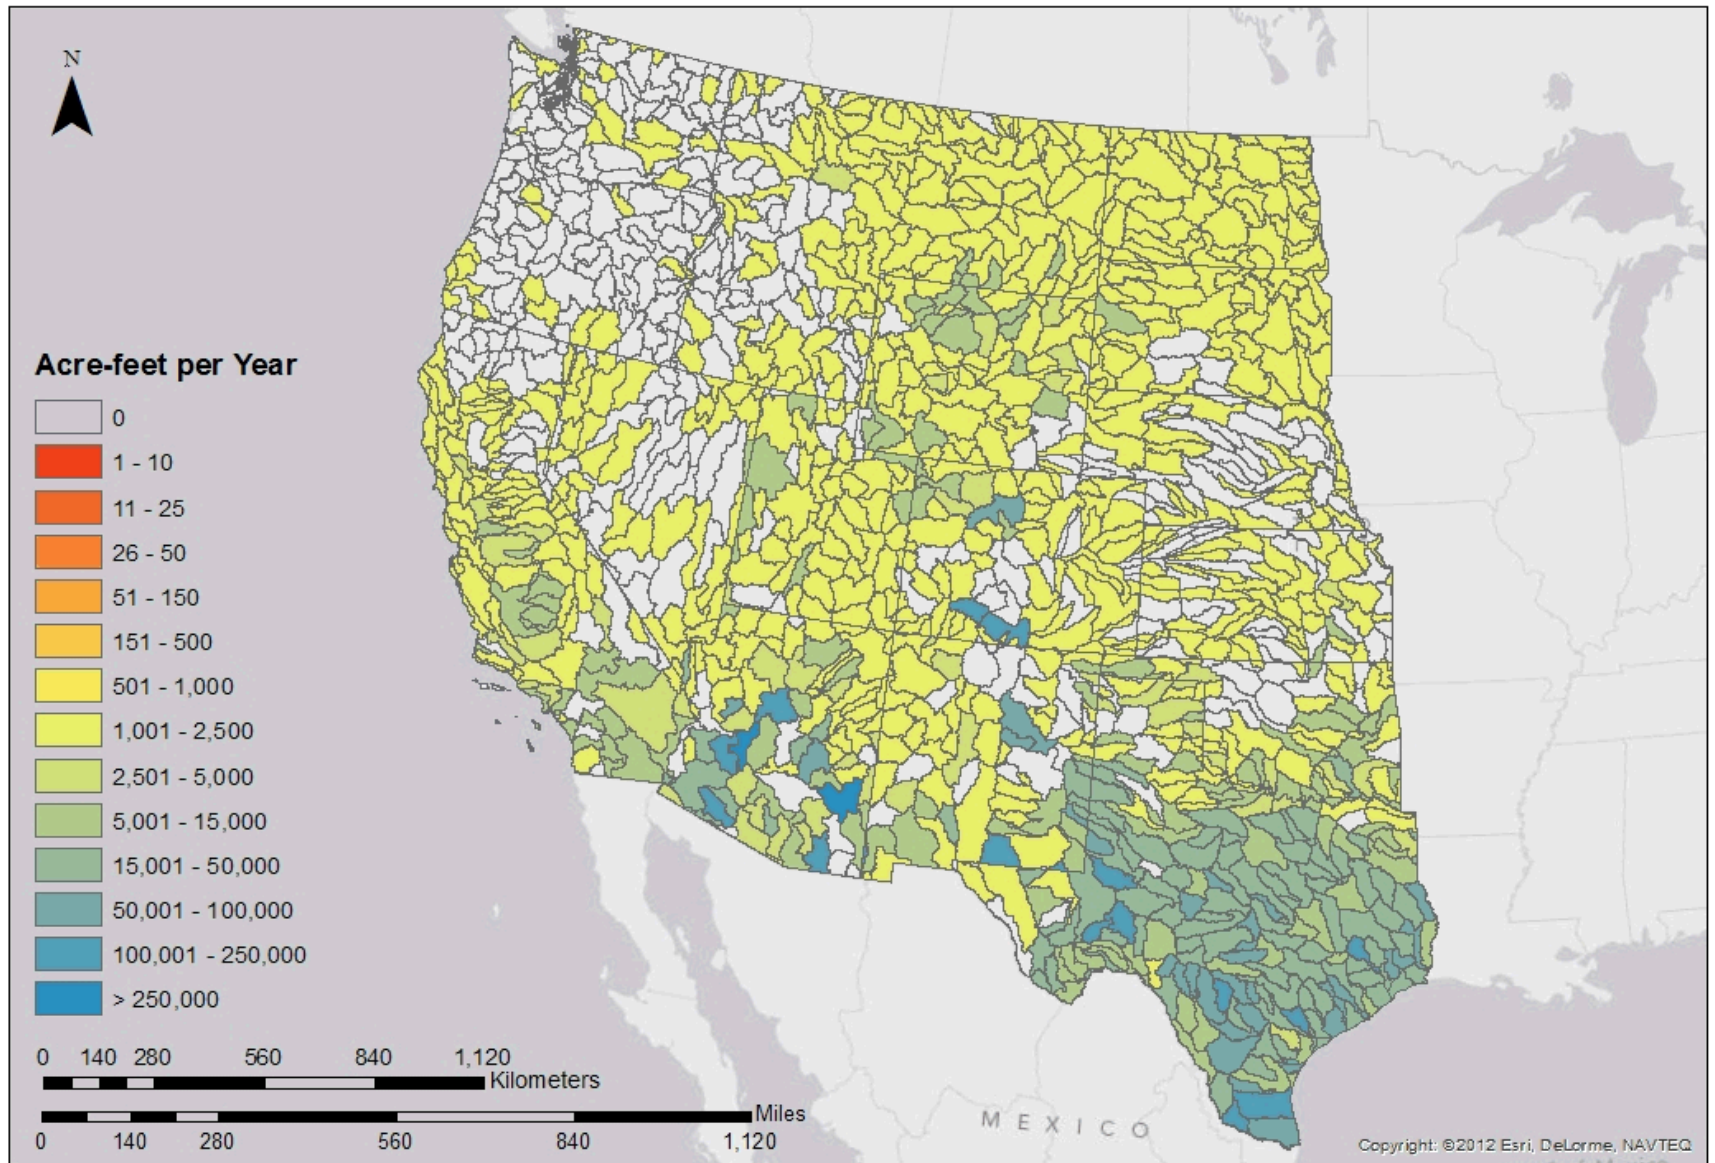 N
Acre-feet per Year
0
1 - 10
11 - 25
26 - 50
51 - 150
151 - 500
501 - 1,000
1,001 - 2,500
2,501 - 5,000
5,001 - 15,000
15,001 - 50,000
50,001 - 100,000
100,001 - 250,000
> 250,000
0 140 280 560 840 1,120
Kilometers
Miles
0 140 280 560 840 1,120
MEXICO
Copyright: ©2012 Esri, DeLorme, NAVTEQ